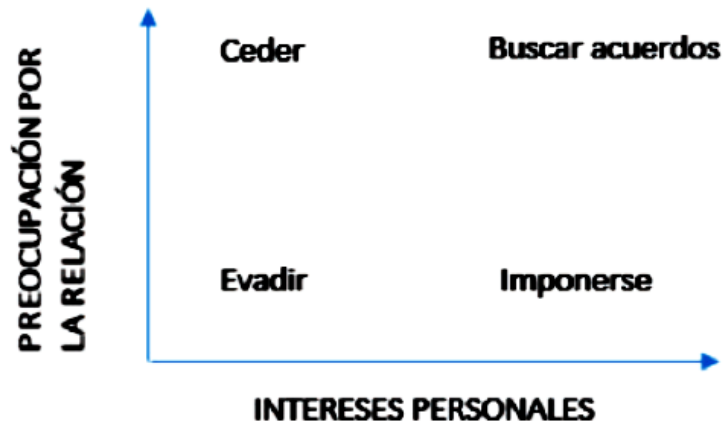 PREOCUPACIÓN POR
LA RELACIÓN
Ceder
Buscar acuerdos
Evadir
Imponerse
INTERESES PERSONALES